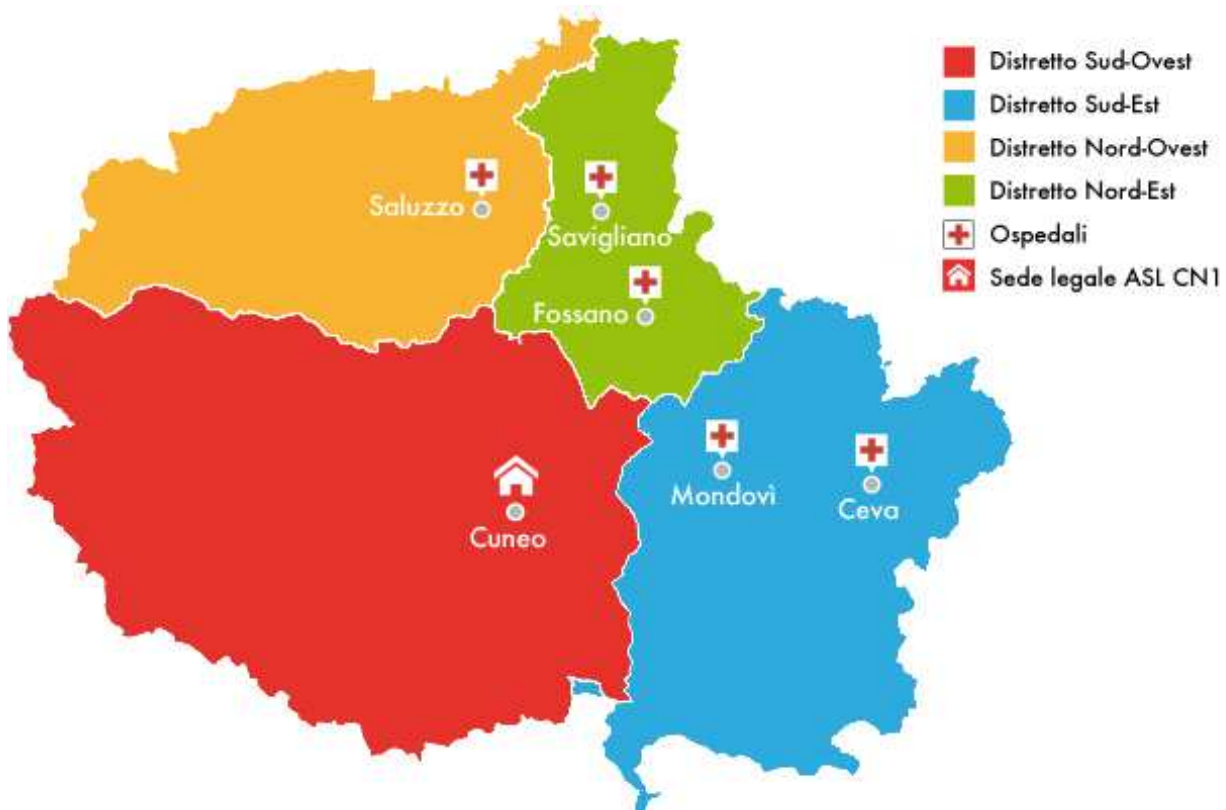 Distretto Sud-Ovest
Distretto Sud-Est
Distretto Nord-Ovest
Distretto Nord-Est
Ospedali
Sede legale ASL CN1
Saluzzo
Savigliano
Fossano
Mondovì
Ceva
Cuneo